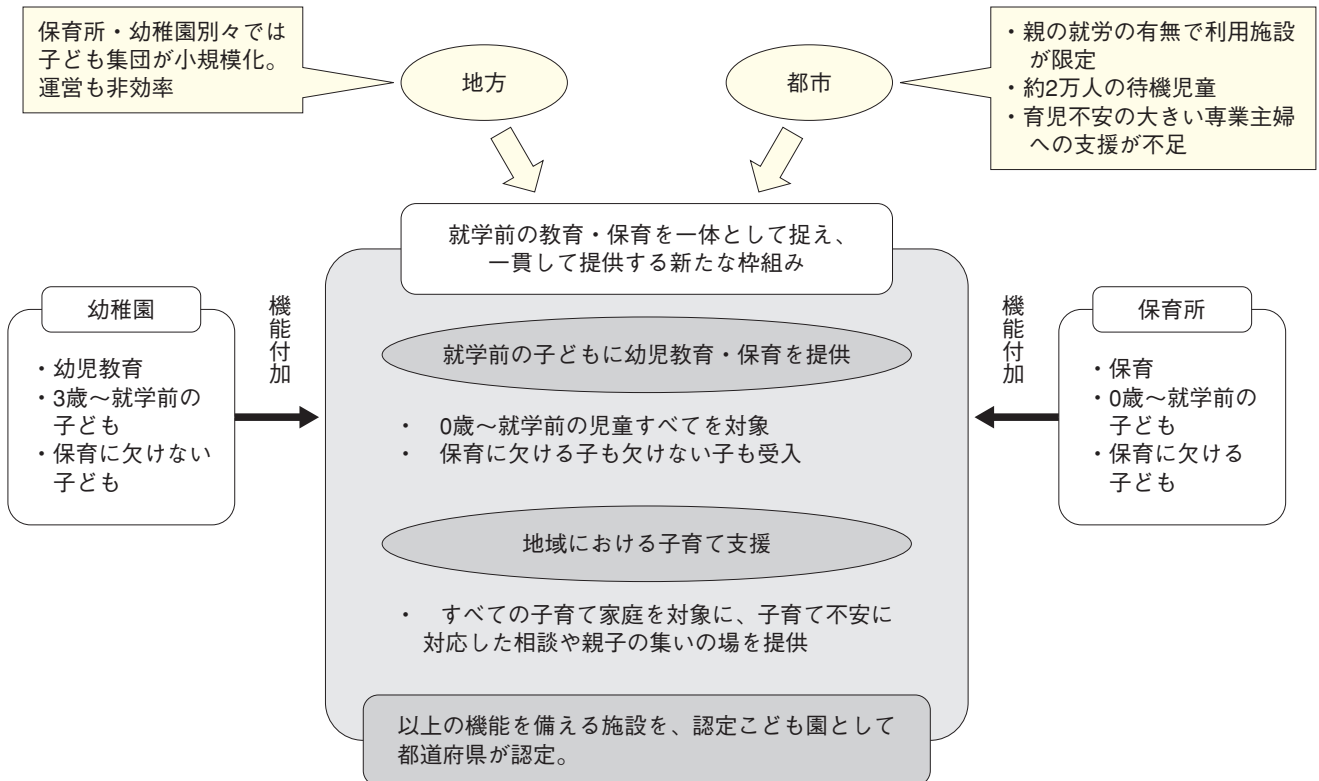 保育所・幼稚園別々では
子ども集団が小規模化。
運営も非効率
地方
都市
・親の就労の有無で利用施設
が限定
・約2万人の待機児童
・育児不安の大きい専業主婦
への支援が不足
就学前の教育・保育を一体として捉え、
一貫して提供する新たな枠組み
幼稚園
・幼児教育
・3歳〜就学前の
子ども
・保育に欠けない
子ども
機能付加
就学前の子どもに幼児教育・保育を提供
・ 0歳〜就学前の児童すべてを対象
・ 保育に欠ける子も欠けない子も受入
地域における子育て支援
・ すべての子育て家庭を対象に、子育て不安に
対応した相談や親子の集いの場を提供
以上の機能を備える施設を、認定こども園として
都道府県が認定。
機能付加
保育所
・保育
・0歳〜就学前の
子ども
・保育に欠ける
子ども